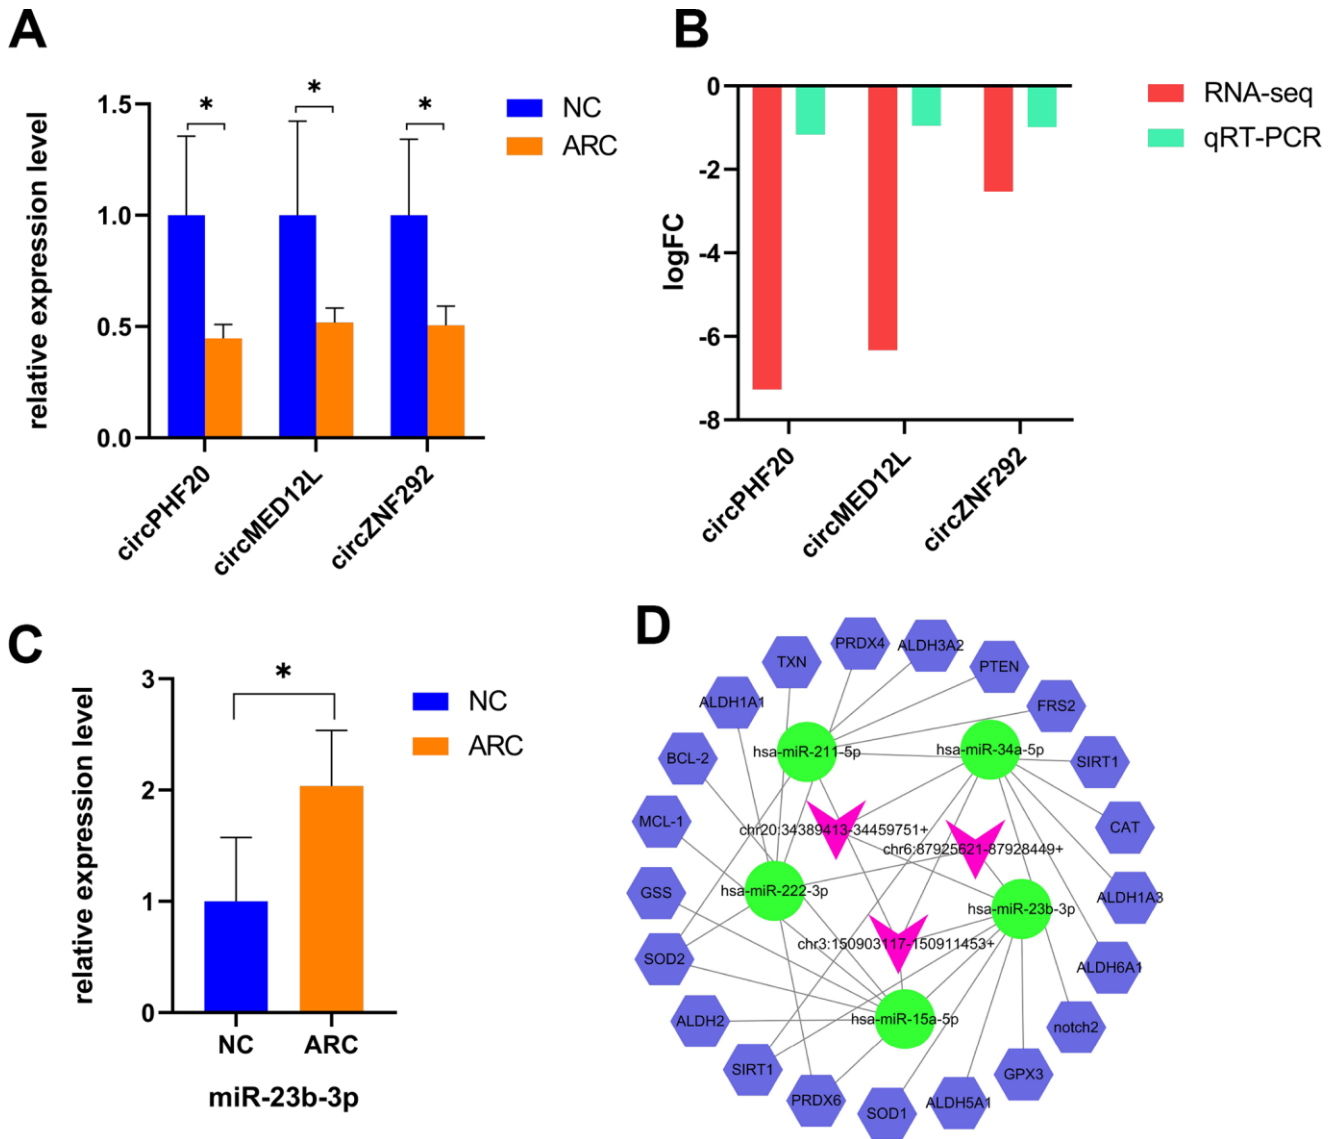 A
relative expression level
1.5
1.0
0.5
0.0
* * *
NC
ARC
circPHF20
circMED12L
circZNF292
B
logFC
0
-2
-4
-6
-8
RNA-seq
qRT-PCR
circPHF20
circMED12L
circZNF292
C
relative expression level
3
2
1
0
*
NC
ARC
NC ARC
miR-23b-3p
D
PRDX4
ALDH3A2
TXN
PTEN
ALDH1A1
FRS2
BCL-2
hsa-miR-211-5p
hsa-miR-34a-5p
SIRT1
MCL-1
chr20:34389413-34459751+
CAT
chr6:87925621-87928449+
GSS
hsa-miR-222-3p
hsa-miR-23b-3p
ALDH1A3
SOD2
chr3:150903117-150911453+
ALDH6A1
ALDH2
hsa-miR-15a-5p
notch2
SIRT1
GPX3
PRDX6
SOD1
ALDH5A1